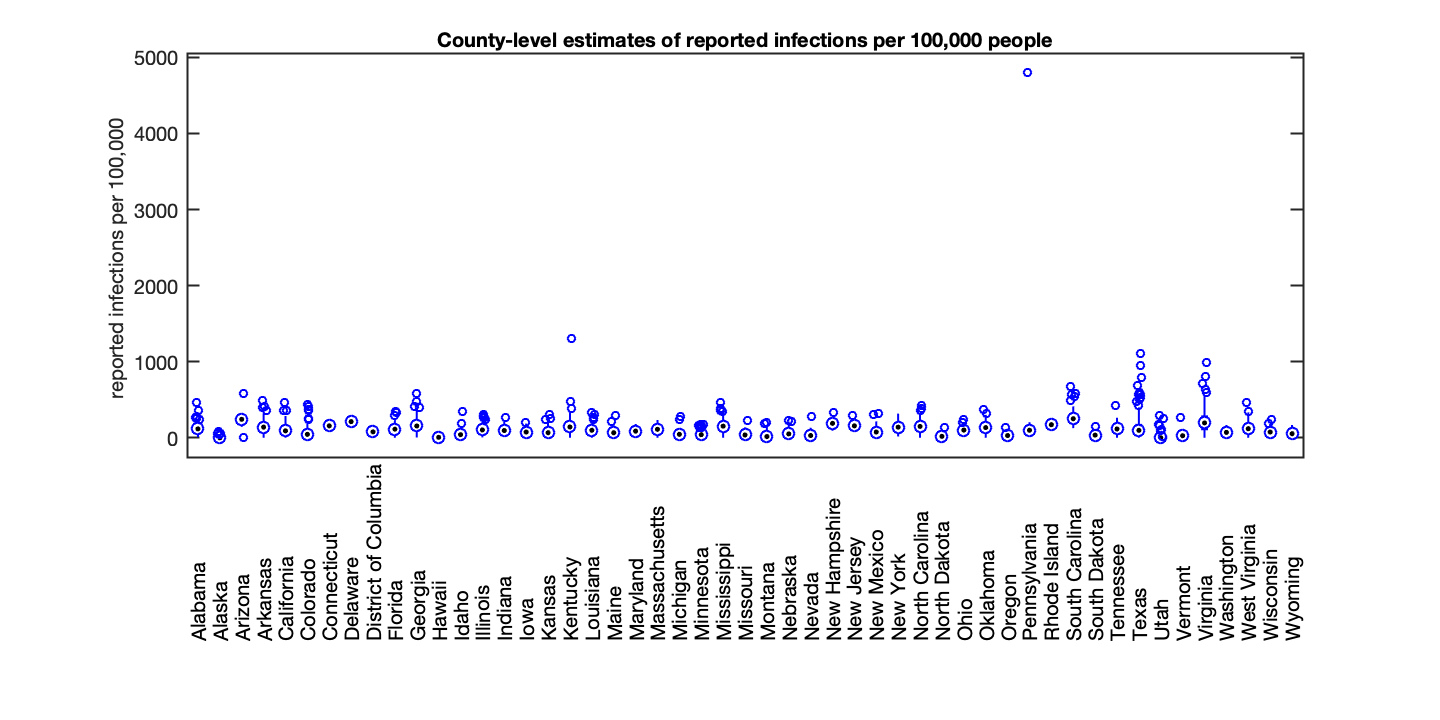 County-level estimates of reported infections per 100,000 people
reported infections per 100,000
5000
4000
3000
2000
1000
0
Alabama
Alaska
Arizona
Arkansas
California
Colorado
Connecticut
Delaware
District of Columbia
Florida
Georgia
Hawaii
Idaho
Illinois
Indiana
Iowa
Kansas
Kentucky
Louisiana
Maine
Maryland
Massachusetts
Michigan
Minnesota
Mississippi
Missouri
Montana
Nebraska
Nevada
New Hampshire
New Jersey
New Mexico
New York
North Carolina
North Dakota
Ohio
Oklahoma
Oregon
Pennsylvania
Rhode Island
South Carolina
South Dakota
Tennessee
Texas
Utah
Vermont
Virginia
Washington
West Virginia
Wisconsin
Wyoming